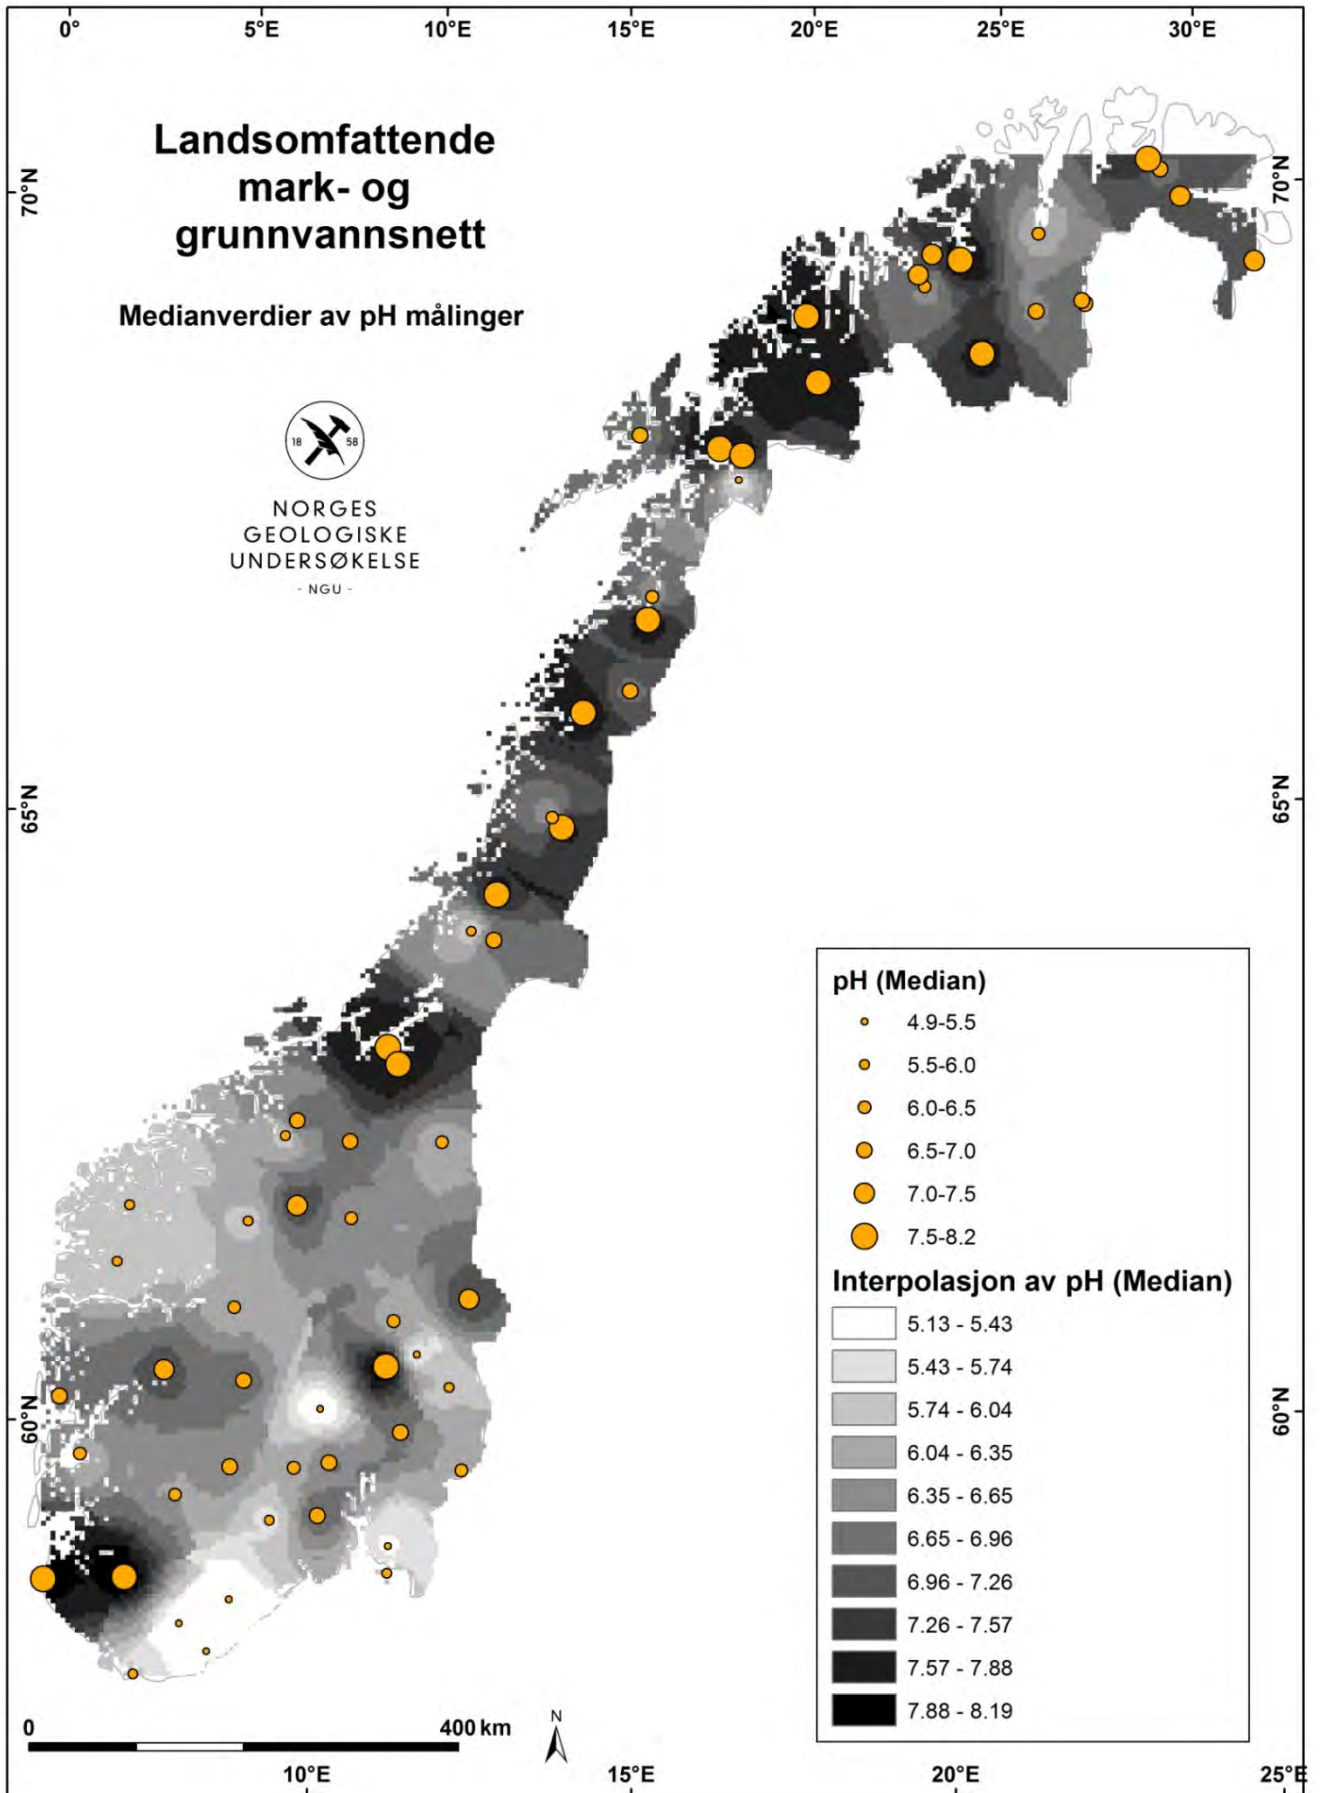 0° 5°E 10°E 15°E 20°E 25°E 30°E
Landsomfattende
mark- og
grunnvannsnett
Medianverdier av pH målinger
18 58
NORGES
GEOLOGISKE
UNDERSØKELSE
- NGU -
70°N
70°N
65°N
65°N
60°N
60°N
pH (Median)
4.9-5.5
5.5-6.0
6.0-6.5
6.5-7.0
7.0-7.5
7.5-8.2
Interpolasjon av pH (Median)
5.13 - 5.43
5.43 - 5.74
5.74 - 6.04
6.04 - 6.35
6.35 - 6.65
6.65 - 6.96
6.96 - 7.26
7.26 - 7.57
7.57 - 7.88
7.88 - 8.19
0 400 km
N
10°E 15°E 20°E 25°E